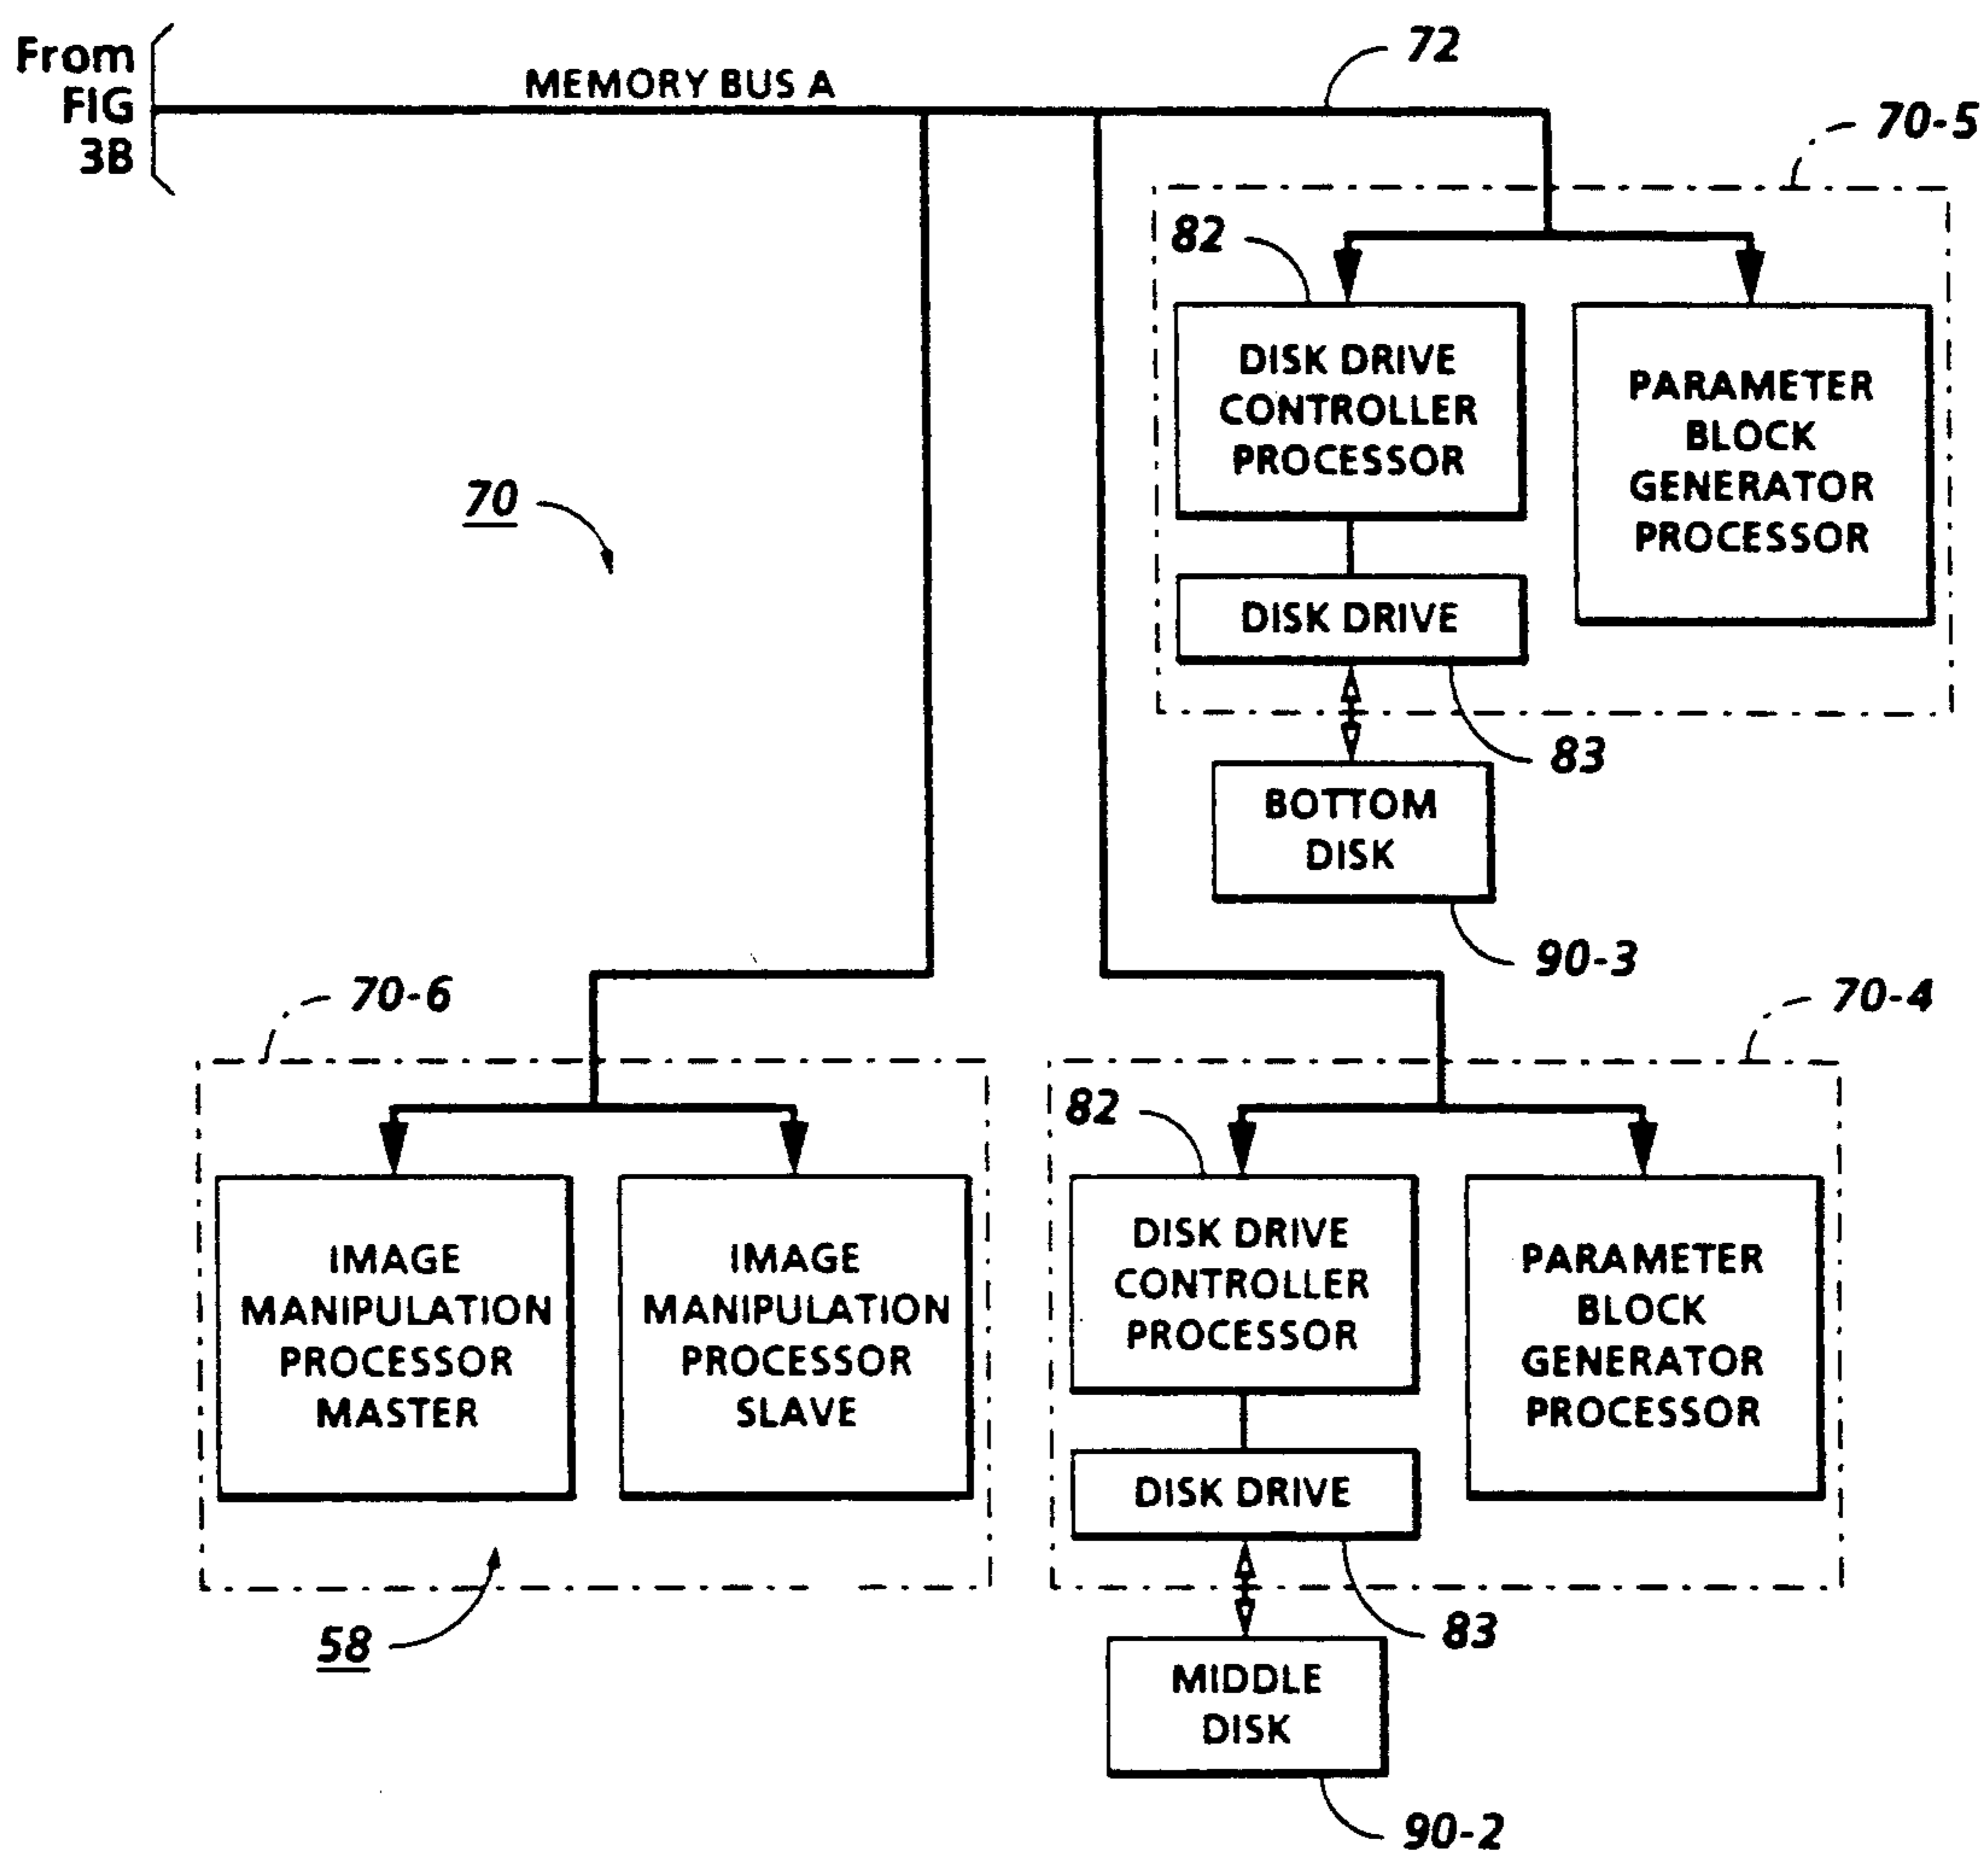 From
FIG
3B
MEMORY BUS A
72
70-5
82
DISK DRIVE
CONTROLLER
PROCESSOR
PARAMETER
BLOCK
GENERATOR
PROCESSOR
70
DISK DRIVE
83
BOTTOM
DISK
90-3
70-6
70-4
82
IMAGE
MANIPULATION
PROCESSOR
MASTER
IMAGE
MANIPULATION
PROCESSOR
SLAVE
DISK DRIVE
CONTROLLER
PROCESSOR
PARAMETER
BLOCK
GENERATOR
PROCESSOR
DISK DRIVE
58
83
MIDDLE
DISK
90-2